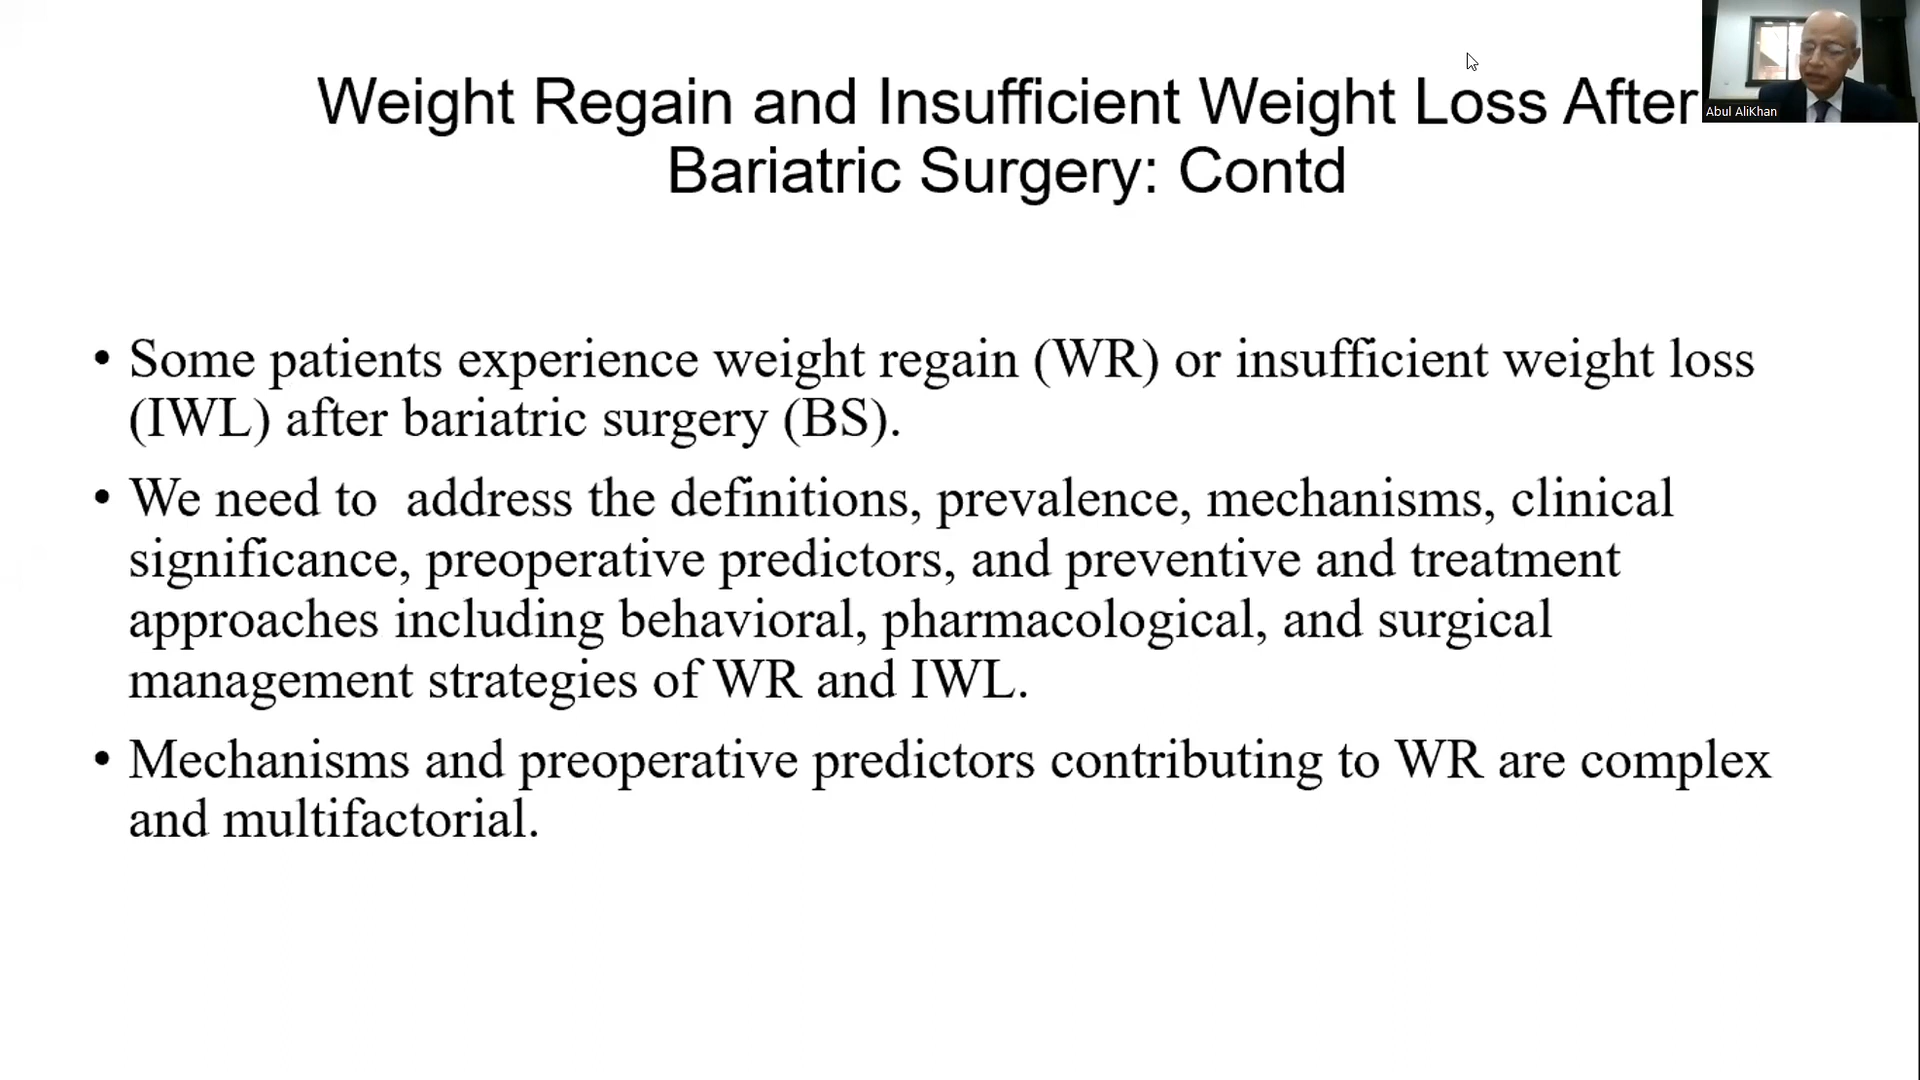 Weight Regain and Insufficient Weight Loss After
Bariatric Surgery: Contd
Abul AliKhan
• Some patients experience weight regain (WR) or insufficient weight loss
(IWL) after bariatric surgery (BS).
• We need to  address the definitions, prevalence, mechanisms, clinical
significance, preoperative predictors, and preventive and treatment
approaches including behavioral, pharmacological, and surgical
management strategies of WR and IWL.
• Mechanisms and preoperative predictors contributing to WR are complex
and multifactorial.